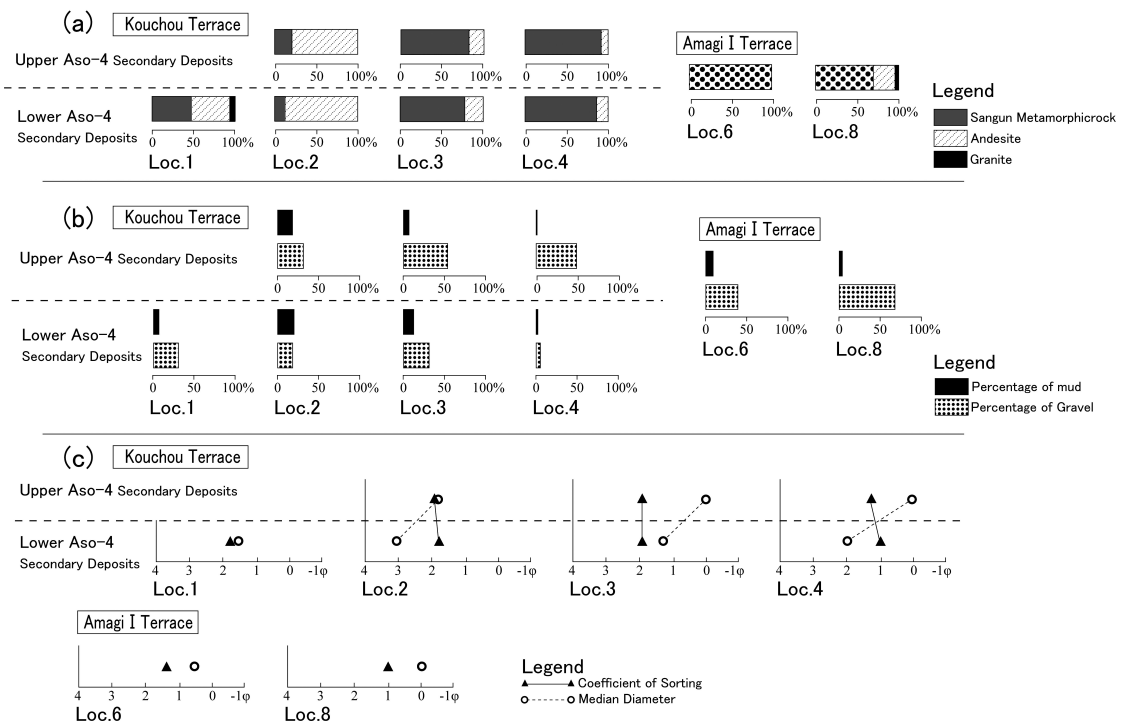 (a) Kouchou Terrace
Upper Aso-4 Secondary Deposits
0 50 100% 0 50 100% 0 50 100%
Amagi I Terrace
0 50 100% 0 50 100%
Loc.6 Loc.8
Lower Aso-4
Secondary Deposits
0 50 100% 0 50 100% 0 50 100% 0 50 100%
Loc.1 Loc.2 Loc.3 Loc.4
Legend
Sangun Metamorphicrock
Andesite
Granite
(b) Kouchou Terrace
Upper Aso-4 Secondary Deposits
0 50 100% 0 50 100% 0 50 100%
Amagi I Terrace
0 50 100% 0 50 100%
Loc.6 Loc.8
Lower Aso-4
Secondary Deposits
0 50 100% 0 50 100% 0 50 100% 0 50 100%
Loc.1 Loc.2 Loc.3 Loc.4
Legend
Percentage of mud
Percentage of Gravel
(c) Kouchou Terrace
Upper Aso-4 Secondary Deposits
Lower Aso-4
Secondary Deposits
4 3 2 1 0 -1φ 4 3 2 1 0 -1φ 4 3 2 1 0 -1φ 4 3 2 1 0 -1φ
Loc.1 Loc.2 Loc.3 Loc.4
Amagi I Terrace
4 3 2 1 0 -1φ 4 3 2 1 0 -1φ
Loc.6 Loc.8
Legend
Coefficient of Sorting
Median Diameter